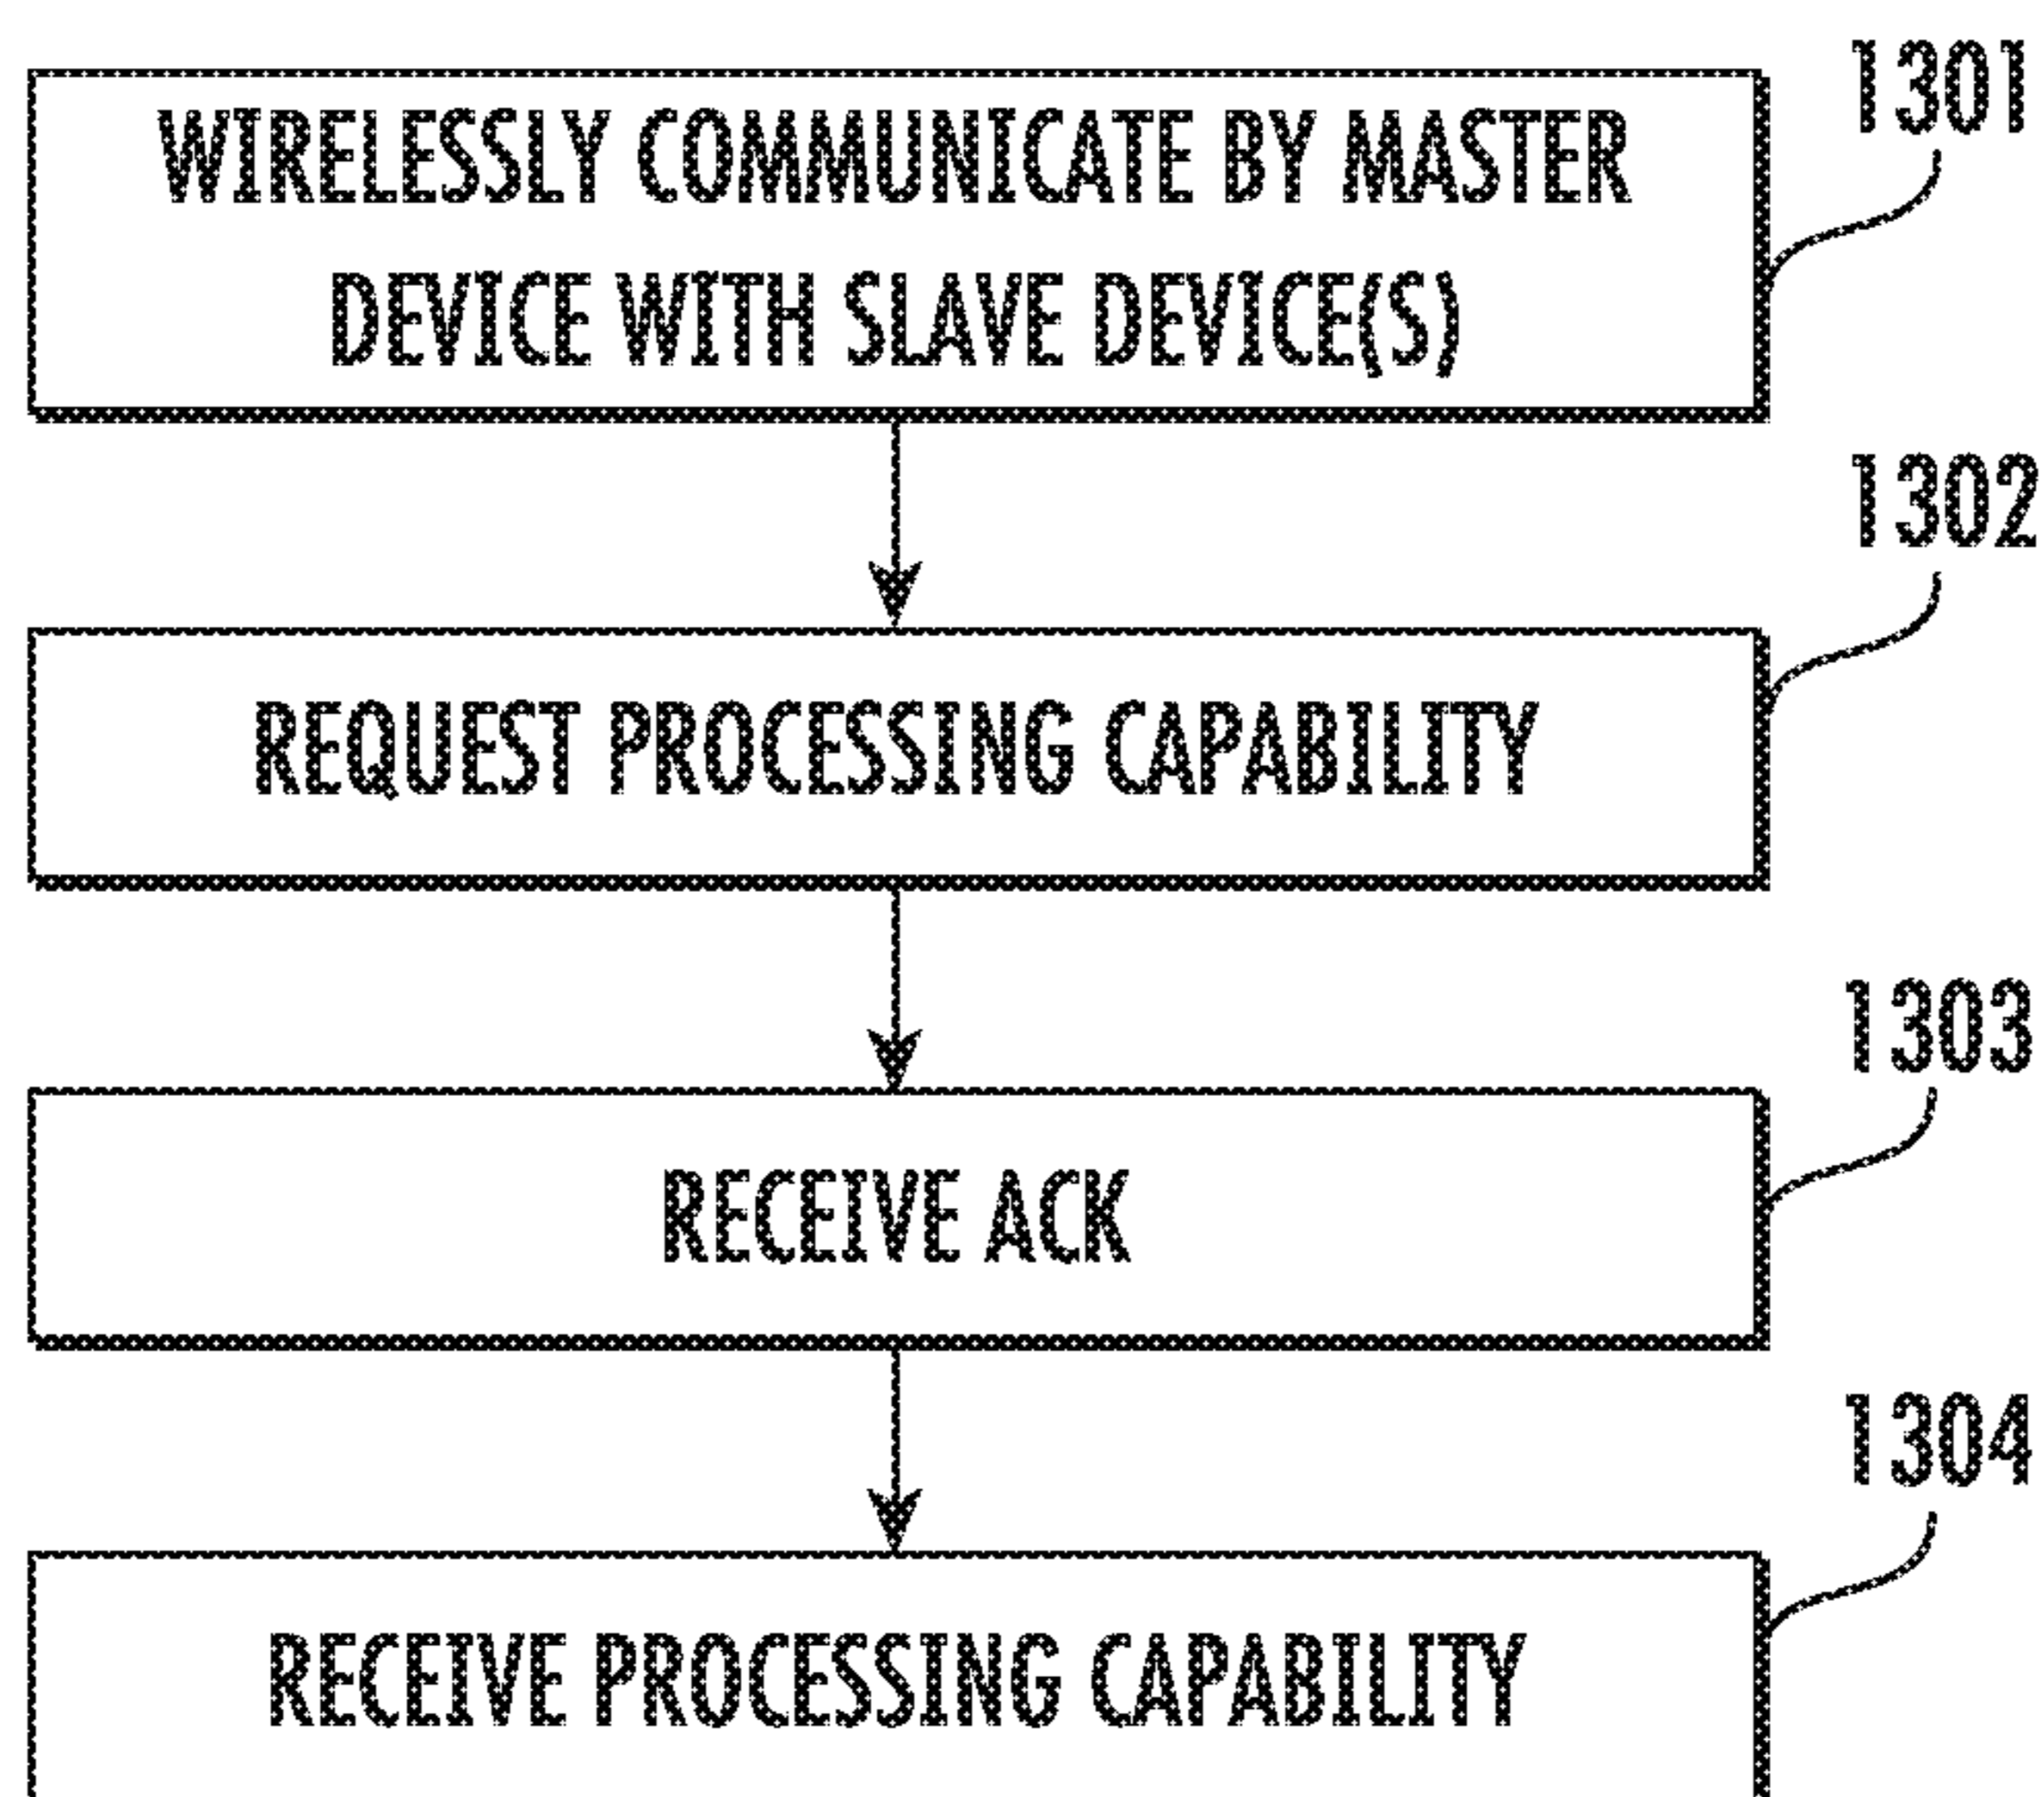 1301
WIRELESSLY COMMUNICATE BY MASTER
DEVICE WITH SLAVE DEVICE(S)
1302
REQUEST PROCESSING CAPABILITY
1303
RECEIVE ACK
1304
RECEIVE PROCESSING CAPABILITY